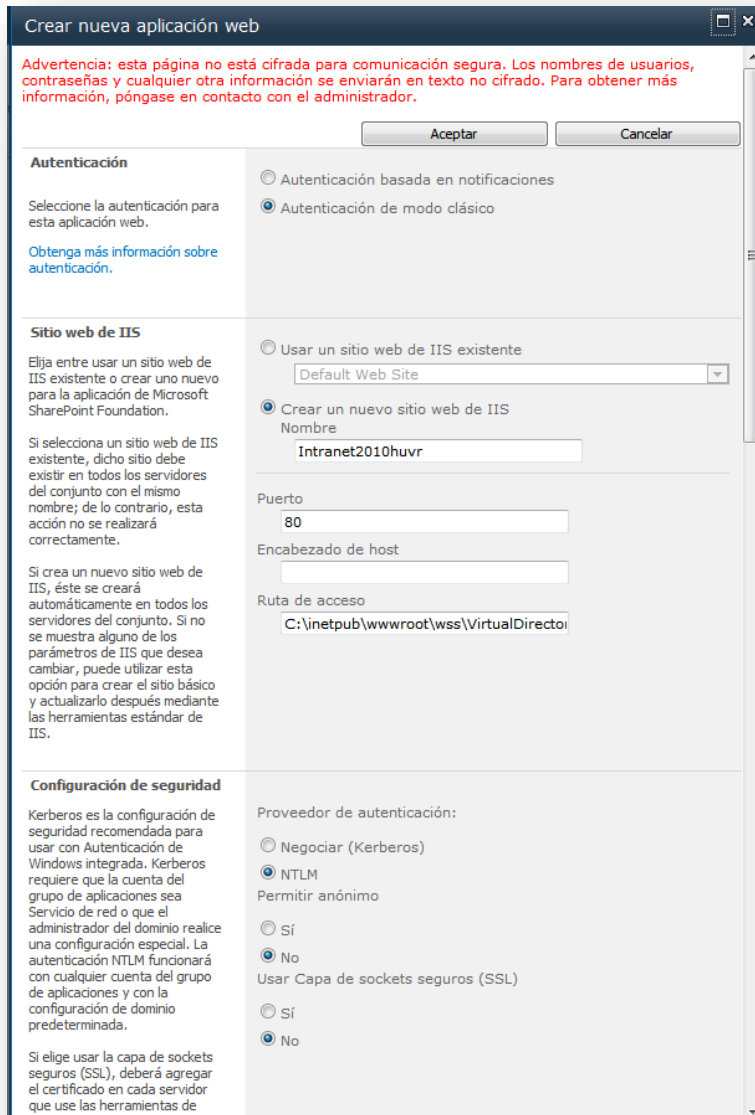 Crear nueva aplicación web
Advertencia: esta página no está cifrada para comunicación segura. Los nombres de usuarios,
contraseñas y cualquier otra información se enviarán en texto no cifrado. Para obtener más
información, póngase en contacto con el administrador.
Aceptar
Cancelar
Autenticación
Seleccione la autenticación para
esta aplicación web.
Obtenga más información sobre
autenticación.
Autenticación basada en notificaciones
Autenticación de modo clásico
Sitio web de IIS
Elija entre usar un sitio web de
IIS existente o crear uno nuevo
para la aplicación de Microsoft
SharePoint Foundation.
Si selecciona un sitio web de IIS
existente, dicho sitio debe
existir en todos los servidores
del conjunto con el mismo
nombre; de lo contrario, esta
acción no se realizará
correctamente.
Si crea un nuevo sitio web de
IIS, éste se creará
automáticamente en todos los
servidores del conjunto. Si no
se muestra alguno de los
parámetros de IIS que desea
cambiar, puede utilizar esta
opción para crear el sitio básico
y actualizarlo después mediante
las herramientas estándar de
IIS.
Usar un sitio web de IIS existente
Default Web Site
Crear un nuevo sitio web de IIS
Nombre
Intranet2010huvr
Puerto
80
Encabezado de host
Ruta de acceso
C:\inetpub\wwwroot\wss\VirtualDirector
Configuración de seguridad
Kerberos es la configuración de
seguridad recomendada para
usar con Autenticación de
Windows integrada. Kerberos
requiere que la cuenta del
grupo de aplicaciones sea
Servicio de red o que el
administrador del dominio realice
una configuración especial. La
autenticación NTLM funcionará
con cualquier cuenta del grupo
de aplicaciones y con la
configuración de dominio
predeterminada.
Si elige usar la capa de sockets
seguros (SSL), deberá agregar
el certificado en cada servidor
que use las herramientas de
Proveedor de autenticación:
Negociar (Kerberos)
NTLM
Permitir anónimo
Sí
No
Usar Capa de sockets seguros (SSL)
Sí
No